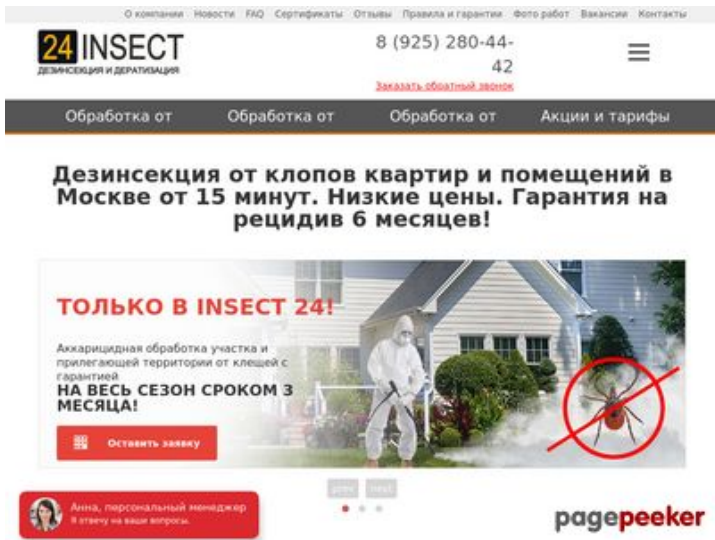 О компании Новости FAQ Сертификаты Отзывы Правила и гарантии Фото работ Вакансии Контакты
24 INSECT
ДЕЗИНСЕКЦИЯ И ДЕРАТИЗАЦИЯ
8 (925) 280-44-
42
Заказать обратный звонок
Обработка от Обработка от Обработка от Акции и тарифы
Дезинсекция от клопов квартир и помещений в
Москве от 15 минут. Низкие цены. Гарантия на
рецидив 6 месяцев!
ТОЛЬКО В INSECT 24!
Аккарицидная обработка участка и
прилегающей территории от клещей с
гарантией
НА ВЕСЬ СЕЗОН СРОКОМ 3
МЕСЯЦА!
Оставить заявку
prev next
Анна, персональный менеджер
Я отвечу на ваши вопросы.
pagepeeker